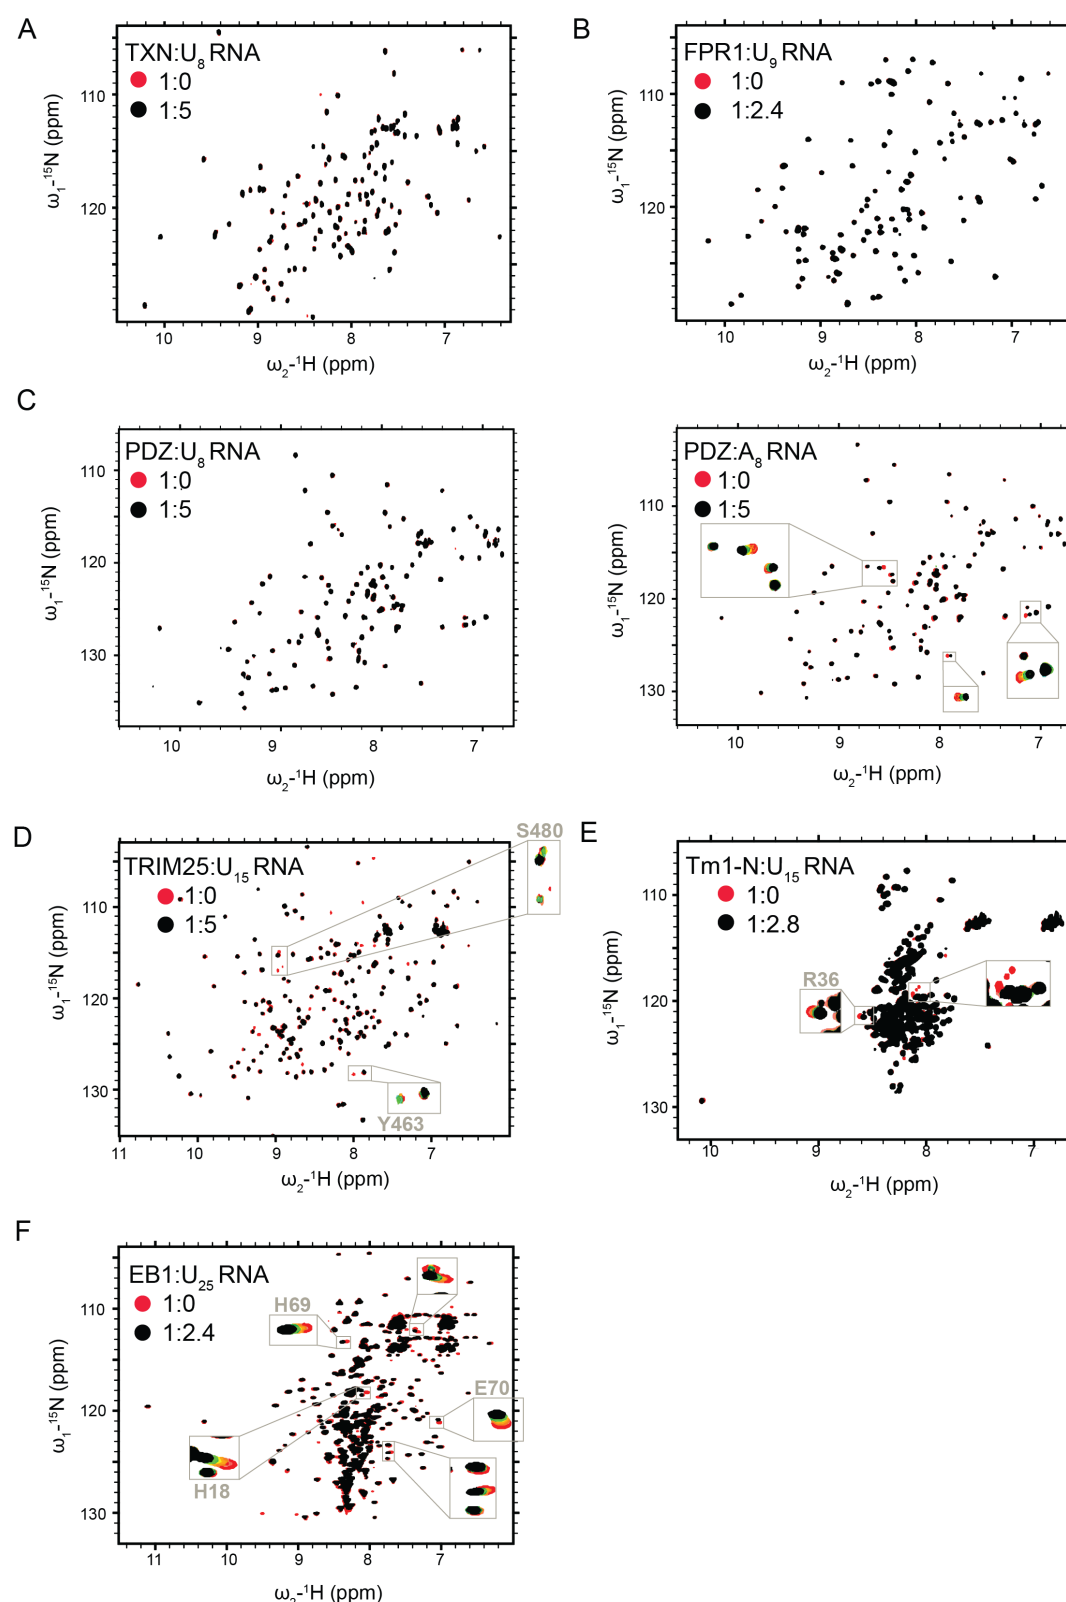 A
TXN:U8 RNA
1:0
1:5
110
120
10
9
8
7
ω1-15N (ppm)
ω2-1H (ppm)
B
FPR1:U9 RNA
1:0
1:2.4
110
120
10
9
8
7
ω1-15N (ppm)
ω2-1H (ppm)
C
PDZ:U8 RNA
1:0
1:5
110
120
130
10
9
8
7
ω1-15N (ppm)
ω2-1H (ppm)
PDZ:A8 RNA
1:0
1:5
110
120
130
10
9
8
7
ω1-15N (ppm)
ω2-1H (ppm)
D
TRIM25:U15 RNA
1:0
1:5
S480
Y463
110
120
130
11
10
9
8
7
ω1-15N (ppm)
ω2-1H (ppm)
E
Tm1-N:U15 RNA
1:0
1:2.8
R36
110
120
130
10
9
8
7
ω1-15N (ppm)
ω2-1H (ppm)
F
EB1:U25 RNA
1:0
1:2.4
H69
E70
H18
110
120
130
11
10
9
8
7
ω1-15N (ppm)
ω2-1H (ppm)